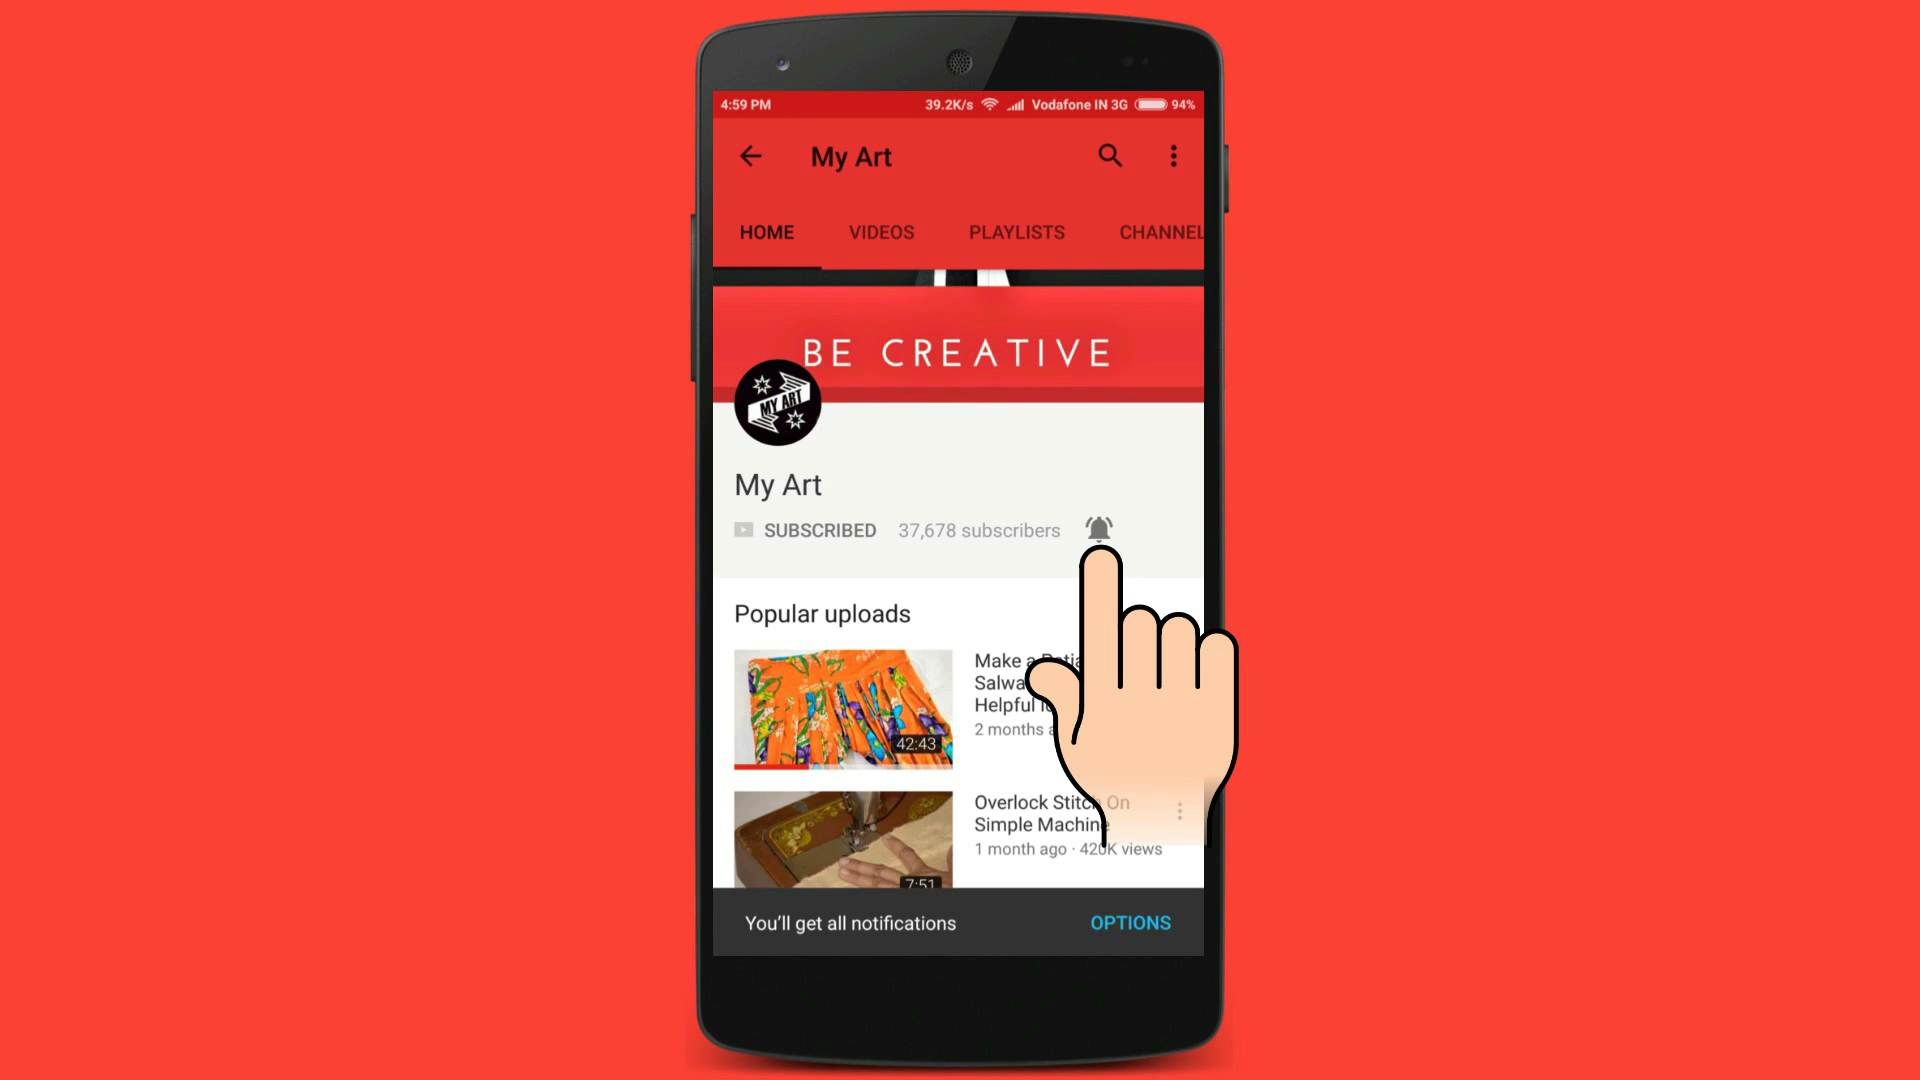 4:59 PM 39.2K/s Vodafone IN 3G 94%
My Art
HOME VIDEOS PLAYLISTS CHANNEL
BE CREATIVE
MY ART
My Art
SUBSCRIBED 37,678 subscribers
Popular uploads
Make a
Helpful
2 months
42:43
Overlock Stitch On
Simple Machine
1 month ago · 420K views
7:51
You'll get all notifications OPTIONS